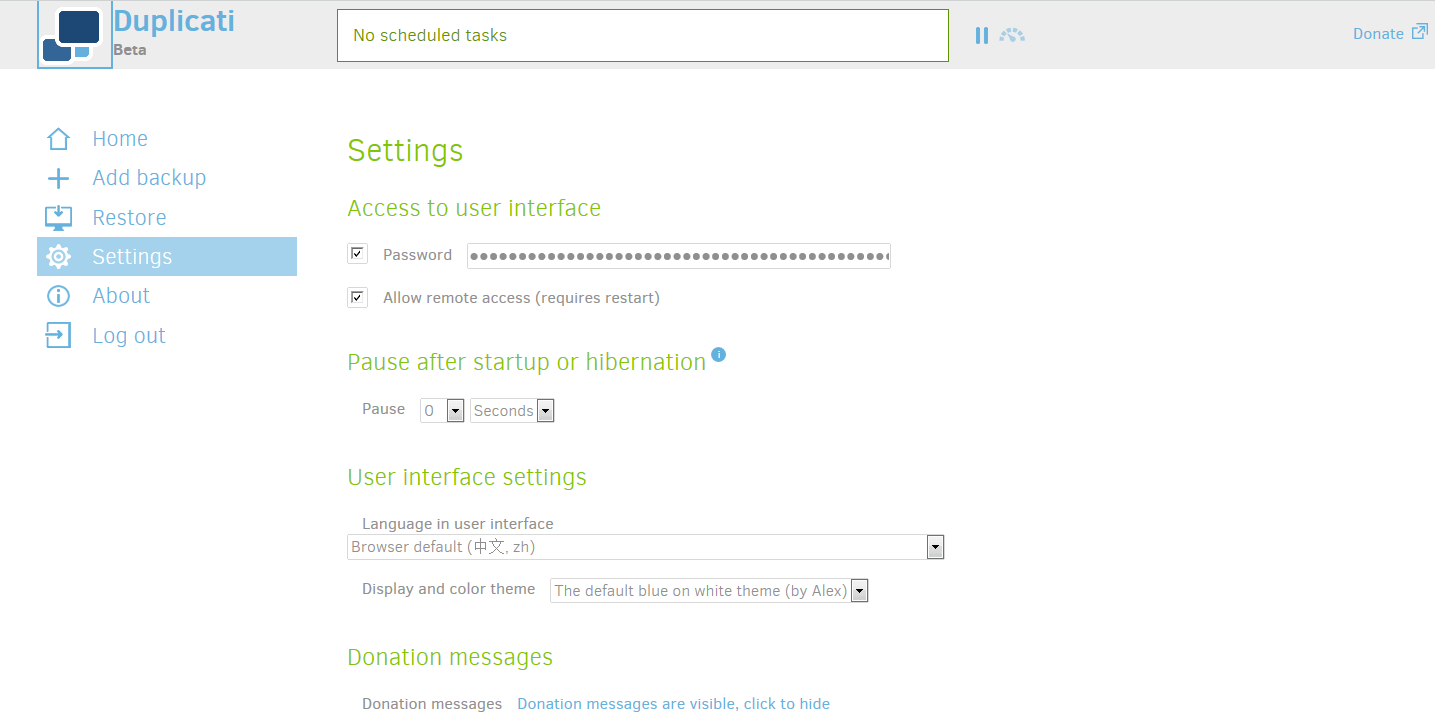 Duplicati
Beta
No scheduled tasks
Donate
Home
Add backup
Restore
Settings
About
Log out
Settings
Access to user interface
Password
Allow remote access (requires restart)
Pause after startup or hibernation
Pause 0 Seconds
User interface settings
Language in user interface
Browser default (中文, zh)
Display and color theme The default blue on white theme (by Alex)
Donation messages
Donation messages Donation messages are visible, click to hide